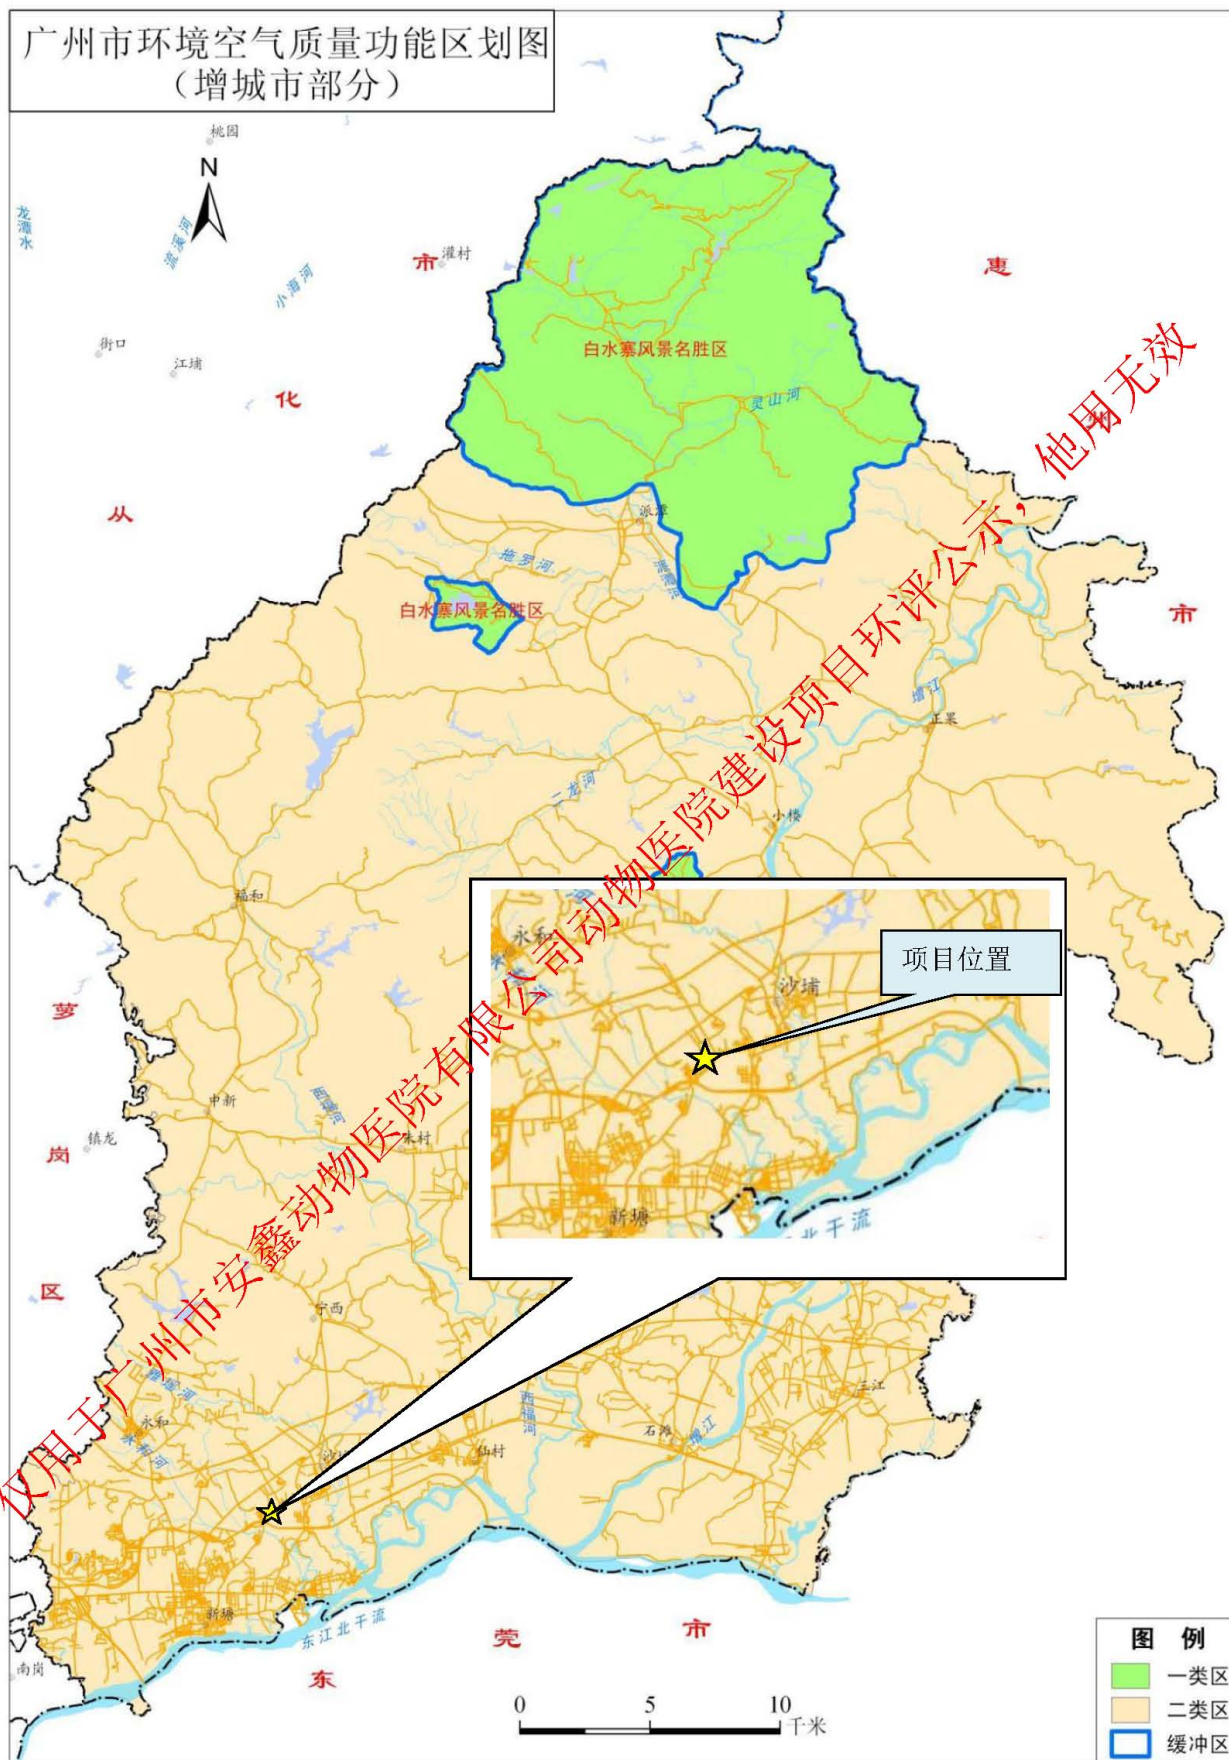 广州市环境空气质量功能区划图
（增城市部分）
桃园
N
龙潭水
流溪河
小海河
市
灌村
惠
街口
江埔
白水寨风景名胜区
化
灵山河
州
从
派潭
拖罗河
派潭河
白水寨风景名胜区
市
增江
正果
二龙河
小楼
福和
永和
项目位置
沙埔
萝
中新
西福河
朱村
镇龙
岗
新塘
北干流
区
宁西
雅瑶河
三江
永和
西福河
石滩
增江
永和河
仙村
新塘
东江北干流
莞
市
南岗
东
图 例
一类区
二类区
缓冲区
0 5 10
千米
仅用于广州市安鑫动物医院有限公司动物医院建设项目环评公示，他用无效